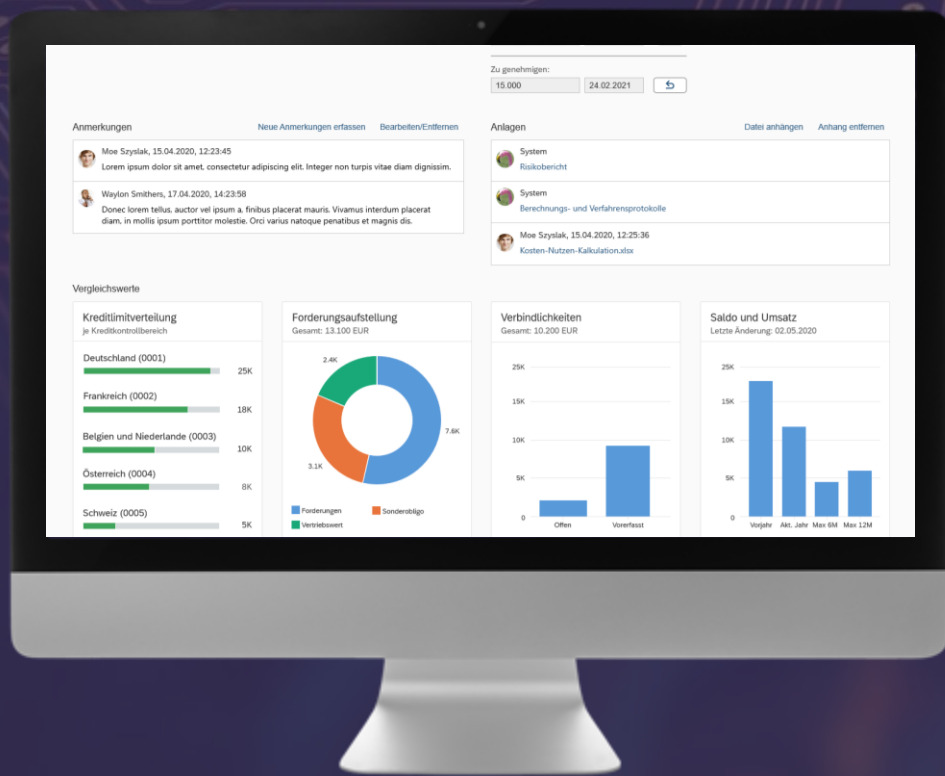 Zu genehmigen:
15.000
24.02.2021
Anmerkungen
Neue Anmerkungen erfassen
Bearbeiten/Entfernen
Moe Szyslak, 15.04.2020, 12:23:45
Lorem ipsum dolor sit amet, consectetur adipiscing elit. Integer non turpis vitae diam dignissim.
Waylon Smithers, 17.04.2020, 14:23:58
Donec lorem tellus, auctor vel ipsum a, finibus placerat mauris. Vivamus interdum placerat
diam, in mollis ipsum porttitor molestie. Orci varius natoque penatibus et magnis dis.
Anlagen
Datei anhängen
Anhang entfernen
System
Risikobericht
System
Berechnungs- und Verfahrensprotokolle
Moe Szyslak, 15.04.2020, 12:25:36
Kosten-Nutzen-Kalkulation.xlsx
Vergleichswerte
Kreditlimitverteilung
je Kreditkontrollbereich
Deutschland (0001)
25K
Frankreich (0002)
18K
Belgien und Niederlande (0003)
10K
Österreich (0004)
8K
Schweiz (0005)
5K
Forderungsaufstellung
Gesamt: 13.100 EUR
2.4K
7.6K
3.1K
Forderungen
Sonderobligo
Vertriebswert
Verbindlichkeiten
Gesamt: 10.200 EUR
25K
15K
10K
5K
0
Offen
Vorerfasst
Saldo und Umsatz
Letzte Änderung: 02.05.2020
25K
15K
10K
5K
0
Vorjahr
Akt. Jahr
Max 6M
Max 12M